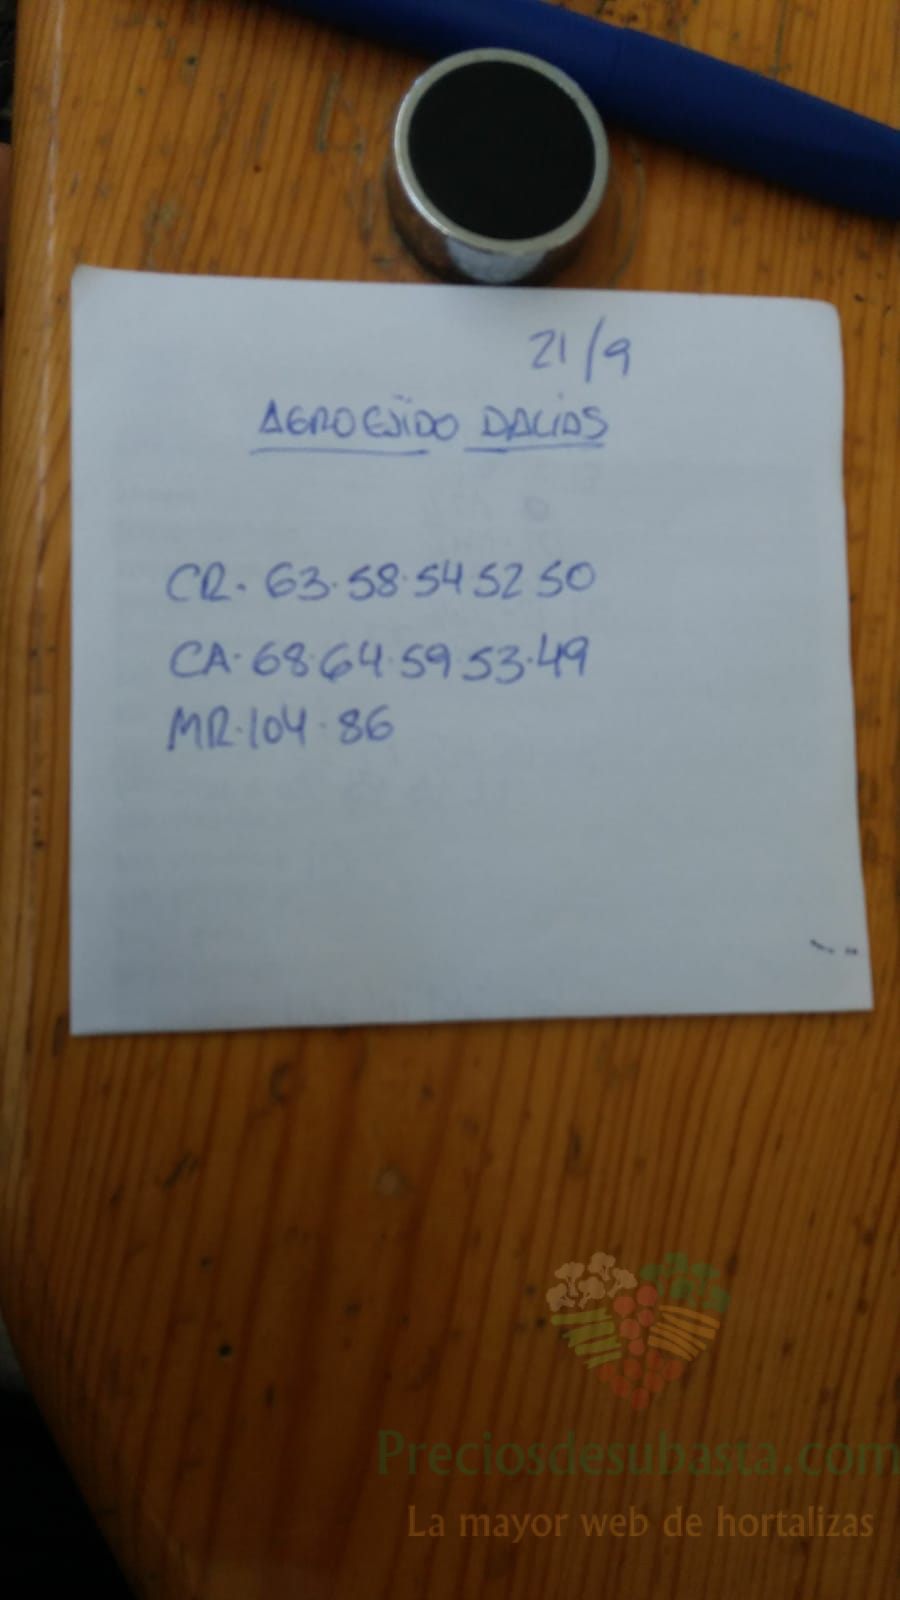 21/9
AGROEJIDO DALIAS
CR. 63.58.54 52 50
CA.68.64.59 53.49
MR.104.86
Preciosdesubasta.com
La mayor web de hortalizas